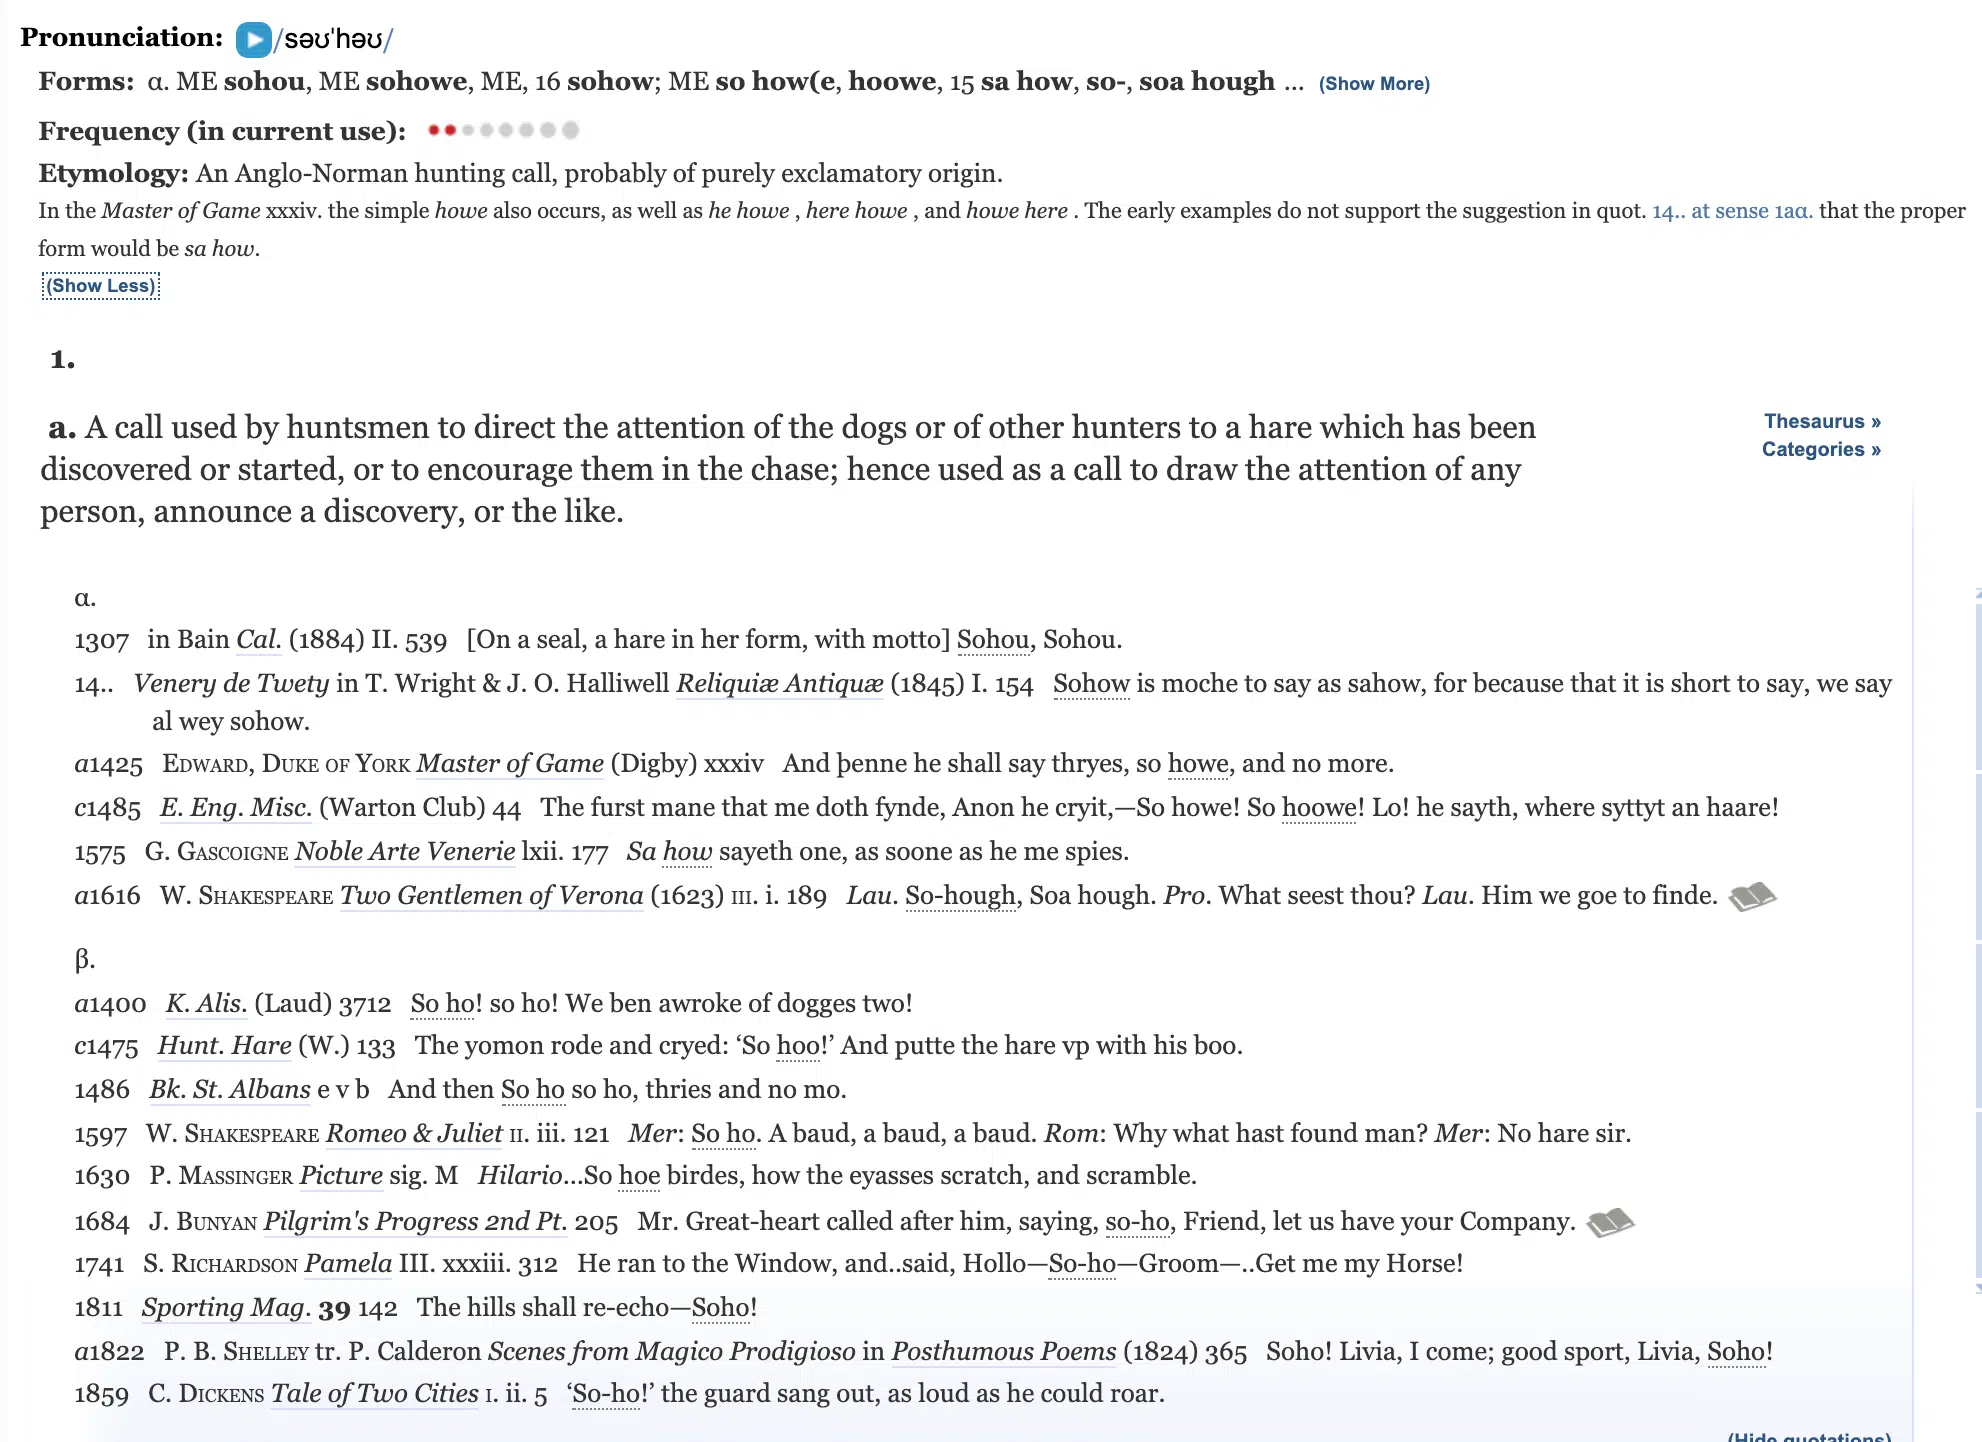 Pronunciation: /səʊˈhəʊ/
Forms: α. ME sohou, ME sohowe, ME, 16 sohow; ME so how(e, hoowe, 15 sa how, so-, soa hough ... (Show More)
Frequency (in current use):
Etymology: An Anglo-Norman hunting call, probably of purely exclamatory origin.
In the Master of Game xxxiv. the simple howe also occurs, as well as he howe , here howe , and howe here . The early examples do not support the suggestion in quot. 14.. at sense 1aα. that the proper
form would be sa how.
(Show Less)
1.
a. A call used by huntsmen to direct the attention of the dogs or of other hunters to a hare which has been
discovered or started, or to encourage them in the chase; hence used as a call to draw the attention of any
person, announce a discovery, or the like.
Thesaurus »
Categories »
α.
1307 in Bain Cal. (1884) II. 539 [On a seal, a hare in her form, with motto] Sohou, Sohou.
14.. Venery de Twety in T. Wright & J. O. Halliwell Reliquiæ Antiquæ (1845) I. 154 Sohow is moche to say as sahow, for because that it is short to say, we say
al wey sohow.
a1425 Edward, Duke of York Master of Game (Digby) xxxiv And þenne he shall say thryes, so howe, and no more.
c1485 E. Eng. Misc. (Warton Club) 44 The furst mane that me doth fynde, Anon he cryit,—So howe! So hoowe! Lo! he sayth, where syttyt an haare!
1575 G. Gascoigne Noble Arte Venerie lxii. 177 Sa how sayeth one, as soone as he me spies.
a1616 W. Shakespeare Two Gentlemen of Verona (1623) III. i. 189 Lau. So-hough, Soa hough. Pro. What seest thou? Lau. Him we goe to finde.
β.
a1400 K. Alis. (Laud) 3712 So ho! so ho! We ben awroke of dogges two!
c1475 Hunt. Hare (W.) 133 The yomon rode and cryed: ‘So hoo!’ And putte the hare vp with his boo.
1486 Bk. St. Albans e v b And then So ho so ho, thries and no mo.
1597 W. Shakespeare Romeo & Juliet II. iii. 121 Mer: So ho. A baud, a baud, a baud. Rom: Why what hast found man? Mer: No hare sir.
1630 P. Massinger Picture sig. M Hilario...So hoe birdes, how the eyasses scratch, and scramble.
1684 J. Bunyan Pilgrim's Progress 2nd Pt. 205 Mr. Great-heart called after him, saying, so-ho, Friend, let us have your Company.
1741 S. Richardson Pamela III. xxxiii. 312 He ran to the Window, and..said, Hollo—So-ho—Groom—..Get me my Horse!
1811 Sporting Mag. 39 142 The hills shall re-echo—Soho!
a1822 P. B. Shelley tr. P. Calderon Scenes from Magico Prodigioso in Posthumous Poems (1824) 365 Soho! Livia, I come; good sport, Livia, Soho!
1859 C. Dickens Tale of Two Cities I. ii. 5 ‘So-ho!’ the guard sang out, as loud as he could roar.
(Hide quotations)